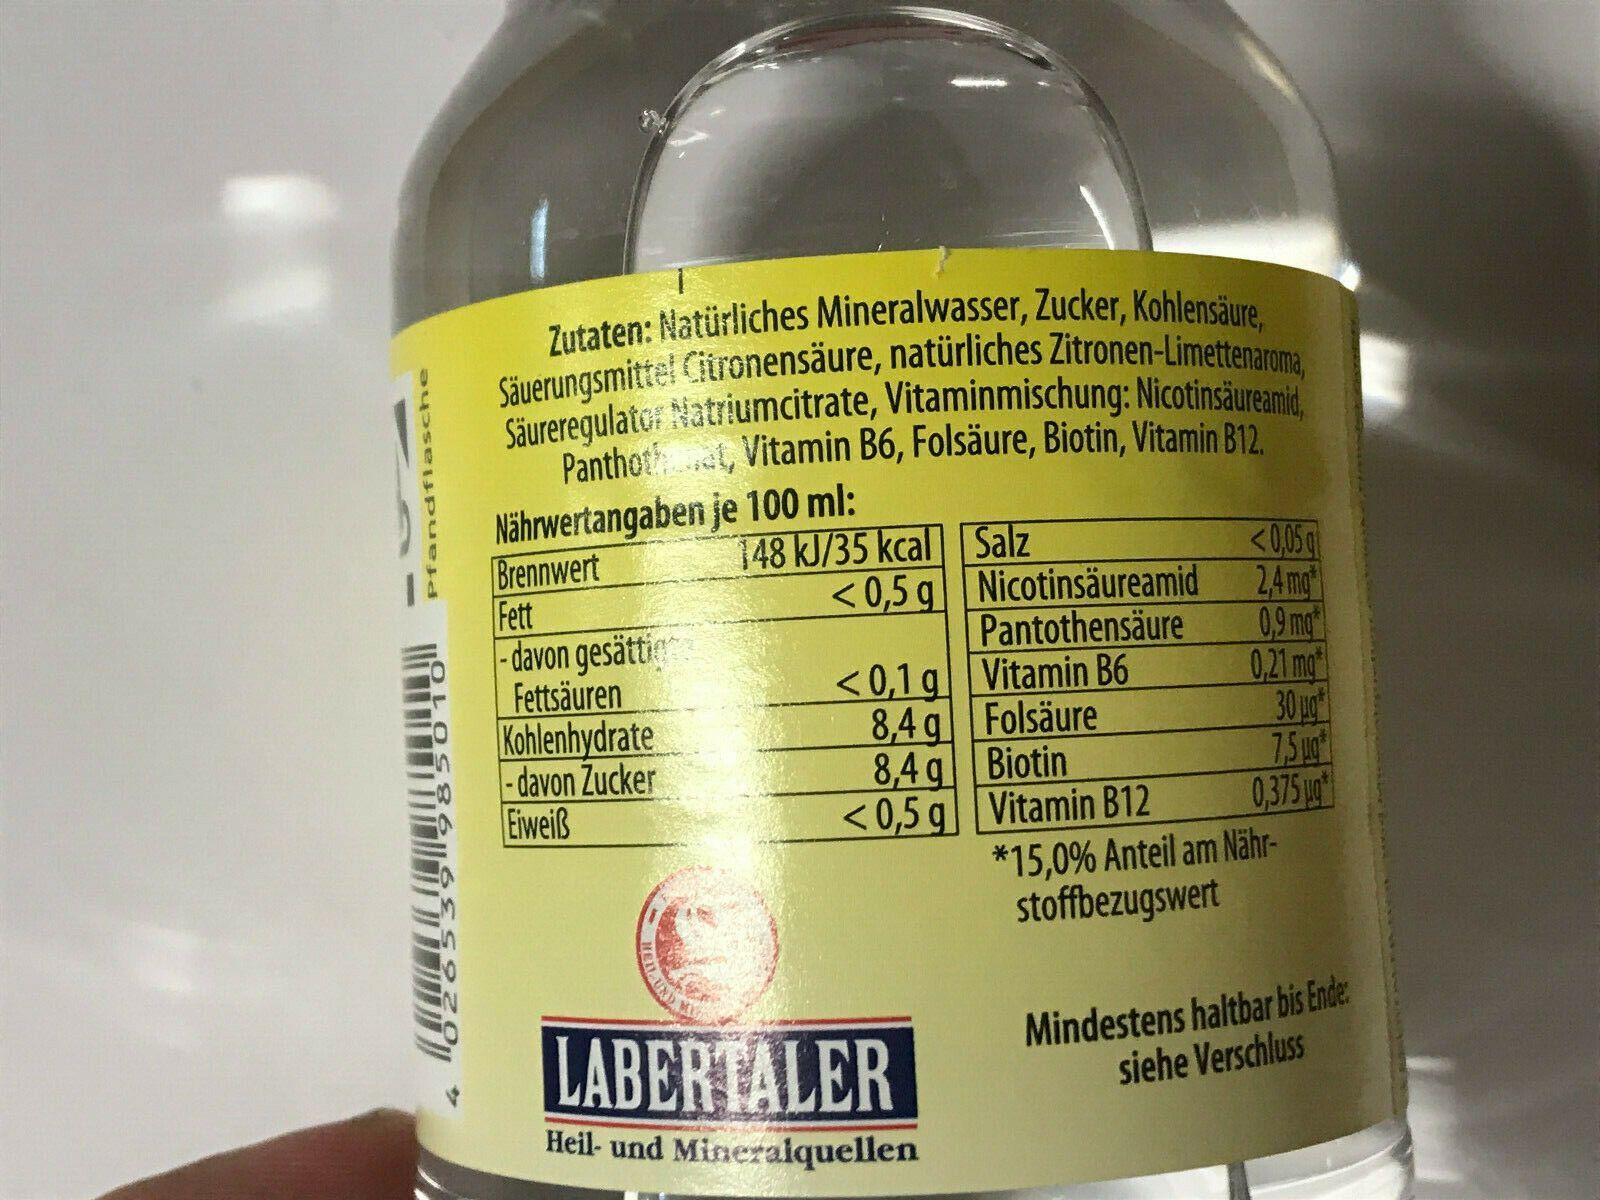 Zutaten: Natürliches Mineralwasser, Zucker, Kohlensäure,
Säuerungsmittel Citronensäure, natürliches Zitronen-Limettenaroma,
Säureregulator Natriumcitrate, Vitaminmischung: Nicotinsäureamid,
Vitamin B6, Folsäure, Biotin, Vitamin B12.
Nährwertangaben je 100 ml:
Brennwert 148 kJ/35 kcal
Fett < 0,5 g
- davon gesättigte
Fettsäuren < 0,1 g
Kohlenhydrate 8,4 g
- davon Zucker 8,4 g
Eiweiß < 0,5 g
Salz < 0,05 g
Nicotinsäureamid 2,4 mg*
Pantothensäure 0,9 mg*
Vitamin B6 0,21 mg*
Folsäure 30 µg*
Biotin 7,5 µg*
Vitamin B12 0,375 µg*
*15,0% Anteil am Nähr-
stoffbezugswert
Mindestens haltbar bis Ende:
siehe Verschluss
HEIL- UND
LABERTALER
Heil- und Mineralquellen
Pfandflasche
4 026539 985010